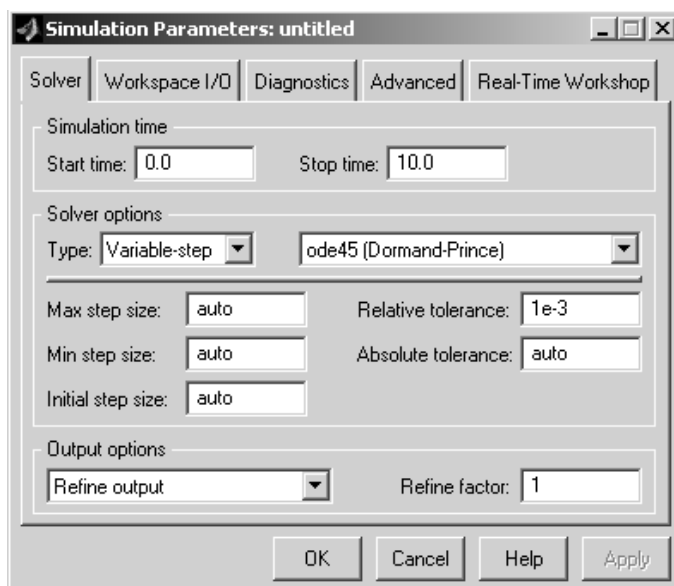 Simulation Parameters: untitled
Solver Workspace I/O Diagnostics Advanced Real-Time Workshop
Simulation time
Start time: 0.0 Stop time: 10.0
Solver options
Type: Variable-step ode45 (Dormand-Prince)
Max step size: auto Relative tolerance: 1e-3
Min step size: auto Absolute tolerance: auto
Initial step size: auto
Output options
Refine output Refine factor: 1
OK Cancel Help Apply